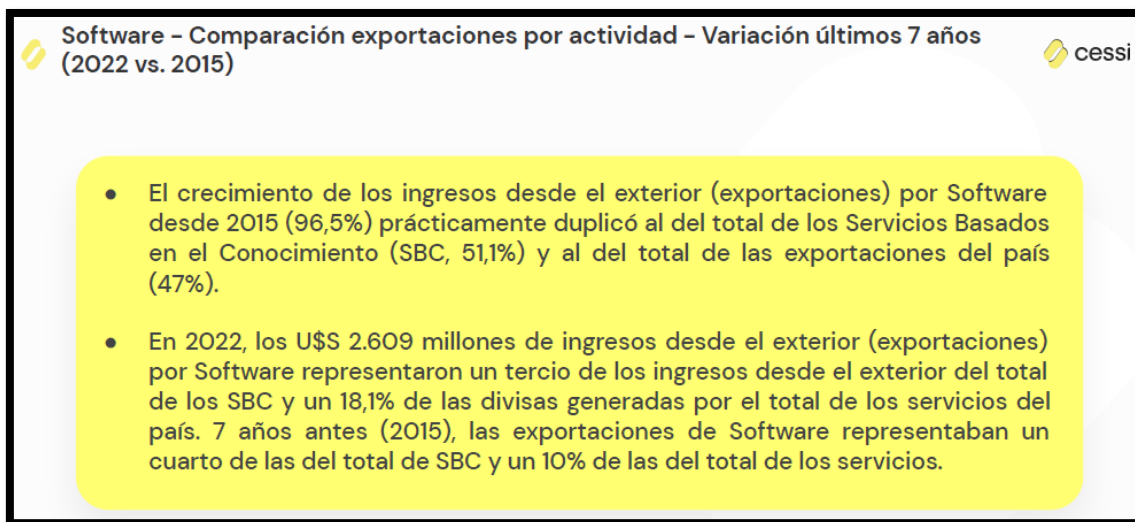 Software – Comparación exportaciones por actividad – Variación últimos 7 años
(2022 vs. 2015)
cessi
● El crecimiento de los ingresos desde el exterior (exportaciones) por Software
desde 2015 (96,5%) prácticamente duplicó al del total de los Servicios Basados
en el Conocimiento (SBC, 51,1%) y al del total de las exportaciones del país
(47%).
● En 2022, los U$S 2.609 millones de ingresos desde el exterior (exportaciones)
por Software representaron un tercio de los ingresos desde el exterior del total
de los SBC y un 18,1% de las divisas generadas por el total de los servicios del
país. 7 años antes (2015), las exportaciones de Software representaban un
cuarto de las del total de SBC y un 10% de las del total de los servicios.